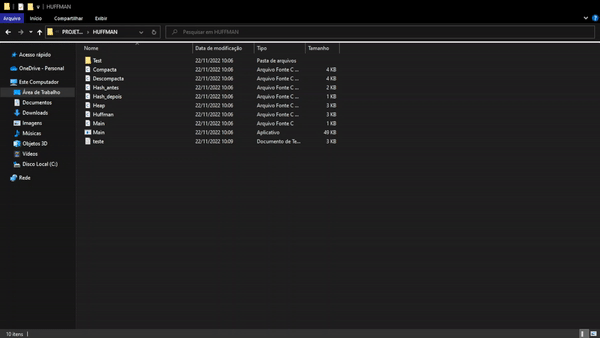 HUFFMAN
Arquivo Início Compartilhar Exibir
PROJET... > HUFFMAN
Pesquisar em HUFFMAN
Nome Data de modificação Tipo Tamanho
Acesso rápido
OneDrive - Personal
Este Computador
Área de Trabalho
Documentos
Downloads
Imagens
Músicas
Objetos 3D
Vídeos
Disco Local (C:)
Rede
Test 22/11/2022 10:06 Pasta de arquivos
Compacta 22/11/2022 10:06 Arquivo Fonte C ... 4 KB
Descompacta 22/11/2022 10:06 Arquivo Fonte C ... 4 KB
Hash_antes 22/11/2022 10:06 Arquivo Fonte C ... 2 KB
Hash_depois 22/11/2022 10:06 Arquivo Fonte C ... 1 KB
Heap 22/11/2022 10:06 Arquivo Fonte C ... 3 KB
Huffman 22/11/2022 10:06 Arquivo Fonte C ... 3 KB
Main 22/11/2022 10:06 Arquivo Fonte C 1 KB
Main 22/11/2022 10:06 Aplicativo 49 KB
teste 22/11/2022 10:09 Documento de Te... 3 KB
10 itens